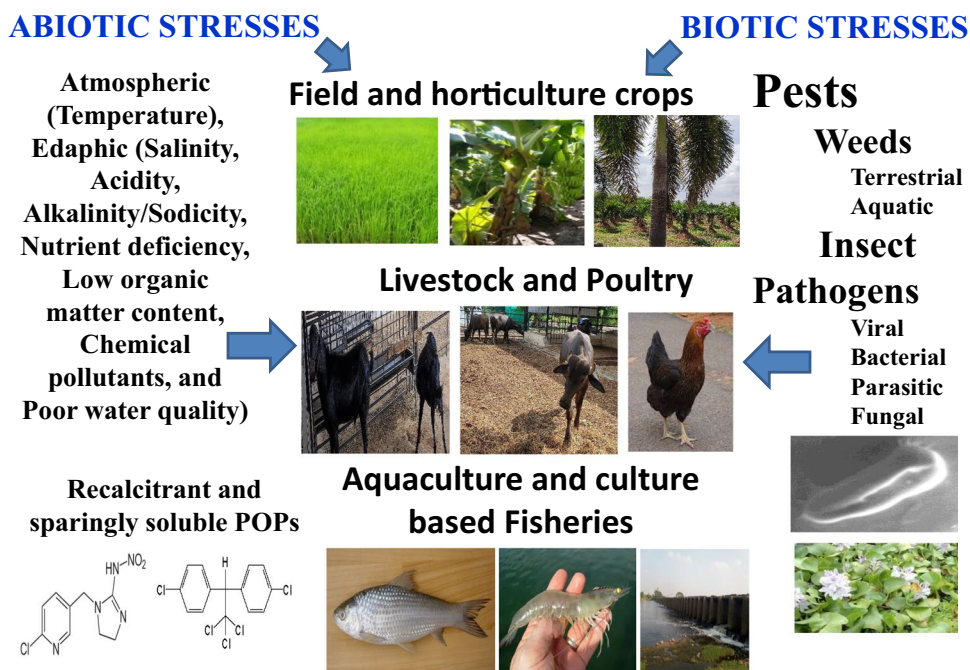 ABIOTIC STRESSES
BIOTIC STRESSES
Atmospheric
(Temperature),
Edaphic (Salinity,
Acidity,
Alkalinity/Sodicity,
Nutrient deficiency,
Low organic
matter content,
Chemical
pollutants, and
Poor water quality)
Recalcitrant and
sparingly soluble POPs
HN
NO2
N
N
N
Cl
H
Cl
Cl
Cl
Cl
Cl
Field and horticulture crops
Livestock and Poultry
Aquaculture and culture
based Fisheries
Pests
Weeds
Terrestrial
Aquatic
Insect
Pathogens
Viral
Bacterial
Parasitic
Fungal